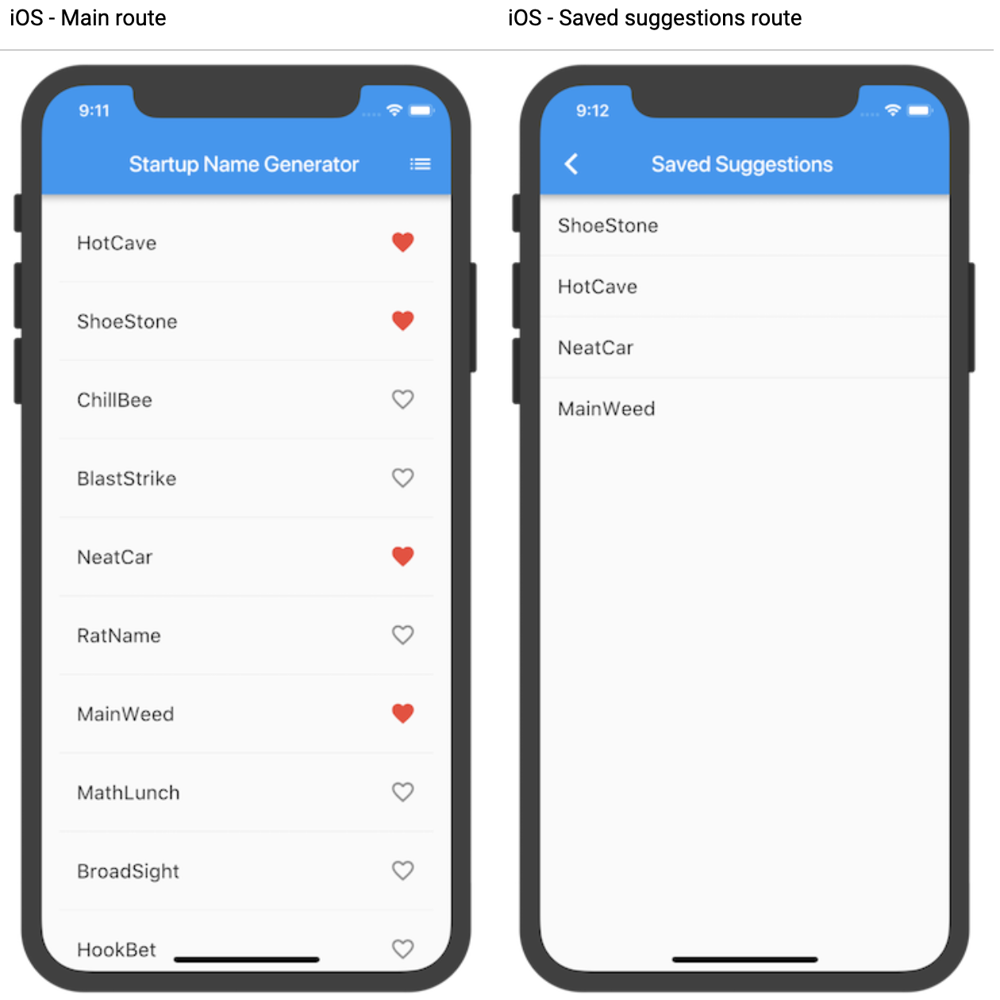 iOS - Main route
iOS - Saved suggestions route
9:11
Startup Name Generator
HotCave
ShoeStone
ChillBee
BlastStrike
NeatCar
RatName
MainWeed
MathLunch
BroadSight
HookBet
9:12
Saved Suggestions
ShoeStone
HotCave
NeatCar
MainWeed